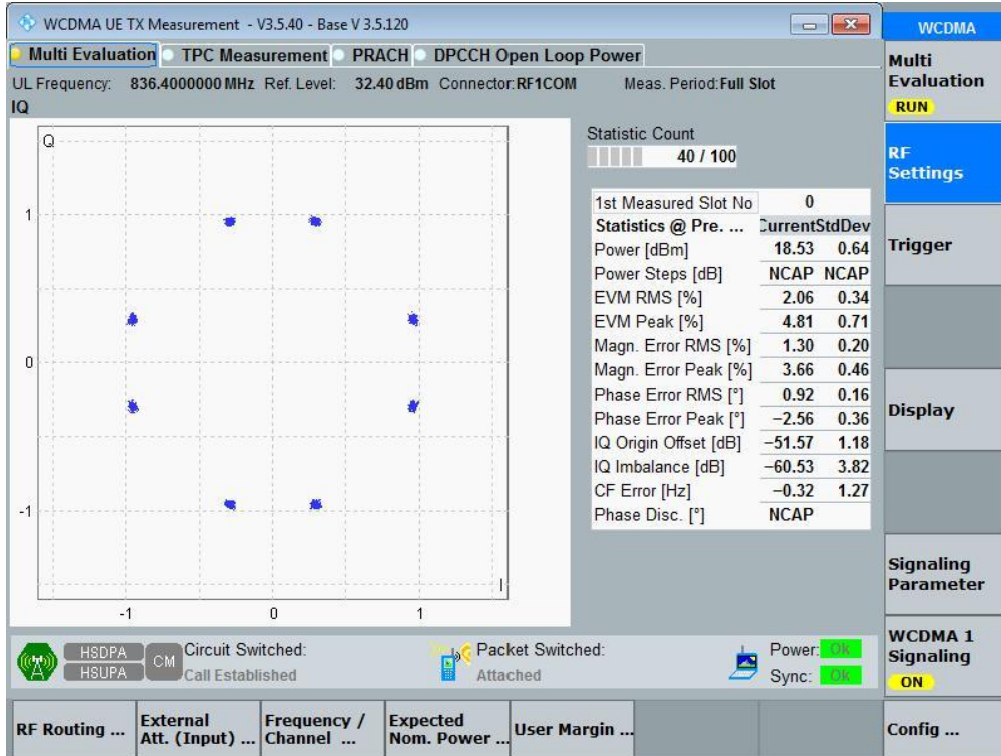 WCDMA UE TX Measurement - V3.5.40 - Base V 3.5.120
WCDMA
Multi Evaluation TPC Measurement PRACH DPCCH Open Loop Power
Multi
Evaluation
RUN
UL Frequency: 836.4000000 MHz Ref. Level: 32.40 dBm Connector: RF1COM Meas. Period: Full Slot
IQ
Q
1
0
-1
-1 0 1
I
Statistic Count
40 / 100
1st Measured Slot No 0
Statistics @ Pre. ... Current StdDev
Power [dBm] 18.53 0.64
Power Steps [dB] NCAP NCAP
EVM RMS [%] 2.06 0.34
EVM Peak [%] 4.81 0.71
Magn. Error RMS [%] 1.30 0.20
Magn. Error Peak [%] 3.66 0.46
Phase Error RMS [°] 0.92 0.16
Phase Error Peak [°] −2.56 0.36
IQ Origin Offset [dB] −51.57 1.18
IQ Imbalance [dB] −60.53 3.82
CF Error [Hz] −0.32 1.27
Phase Disc. [°] NCAP
RF
Settings
Trigger
Display
Signaling
Parameter
WCDMA 1
Signaling
ON
HSDPA
HSUPA
CM
Circuit Switched:
Call Established
Packet Switched:
Attached
Power: Ok
Sync: Ok
RF Routing ...
External
Att. (Input) ...
Frequency /
Channel ...
Expected
Nom. Power ...
User Margin ...
Config ...